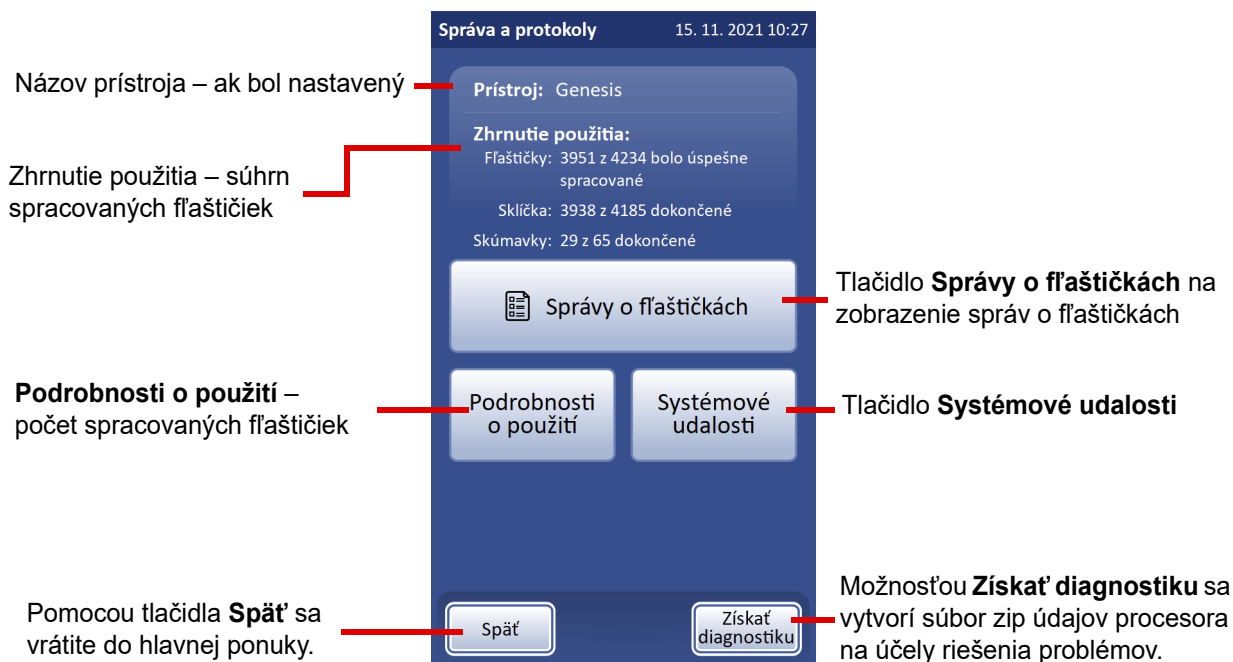 Správa a protokoly 15. 11. 2021 10:27
Názov prístroja – ak bol nastavený
Prístroj: Genesis
Zhrnutie použitia – súhrn
spracovaných fľaštičiek
Zhrnutie použitia:
Fľaštičky: 3951 z 4234 bolo úspešne
spracované
Sklíčka: 3938 z 4185 dokončené
Skúmavky: 29 z 65 dokončené
Správy o fľaštičkách
Tlačidlo Správy o fľaštičkách na
zobrazenie správ o fľaštičkách
Podrobnosti o použití –
počet spracovaných fľaštičiek
Podrobnosti
o použití
Systémové
udalosti
Tlačidlo Systémové udalosti
Pomocou tlačidla Späť sa
vrátite do hlavnej ponuky.
Späť
Získať
diagnostiku
Možnosťou Získať diagnostiku sa
vytvorí súbor zip údajov procesora
na účely riešenia problémov.